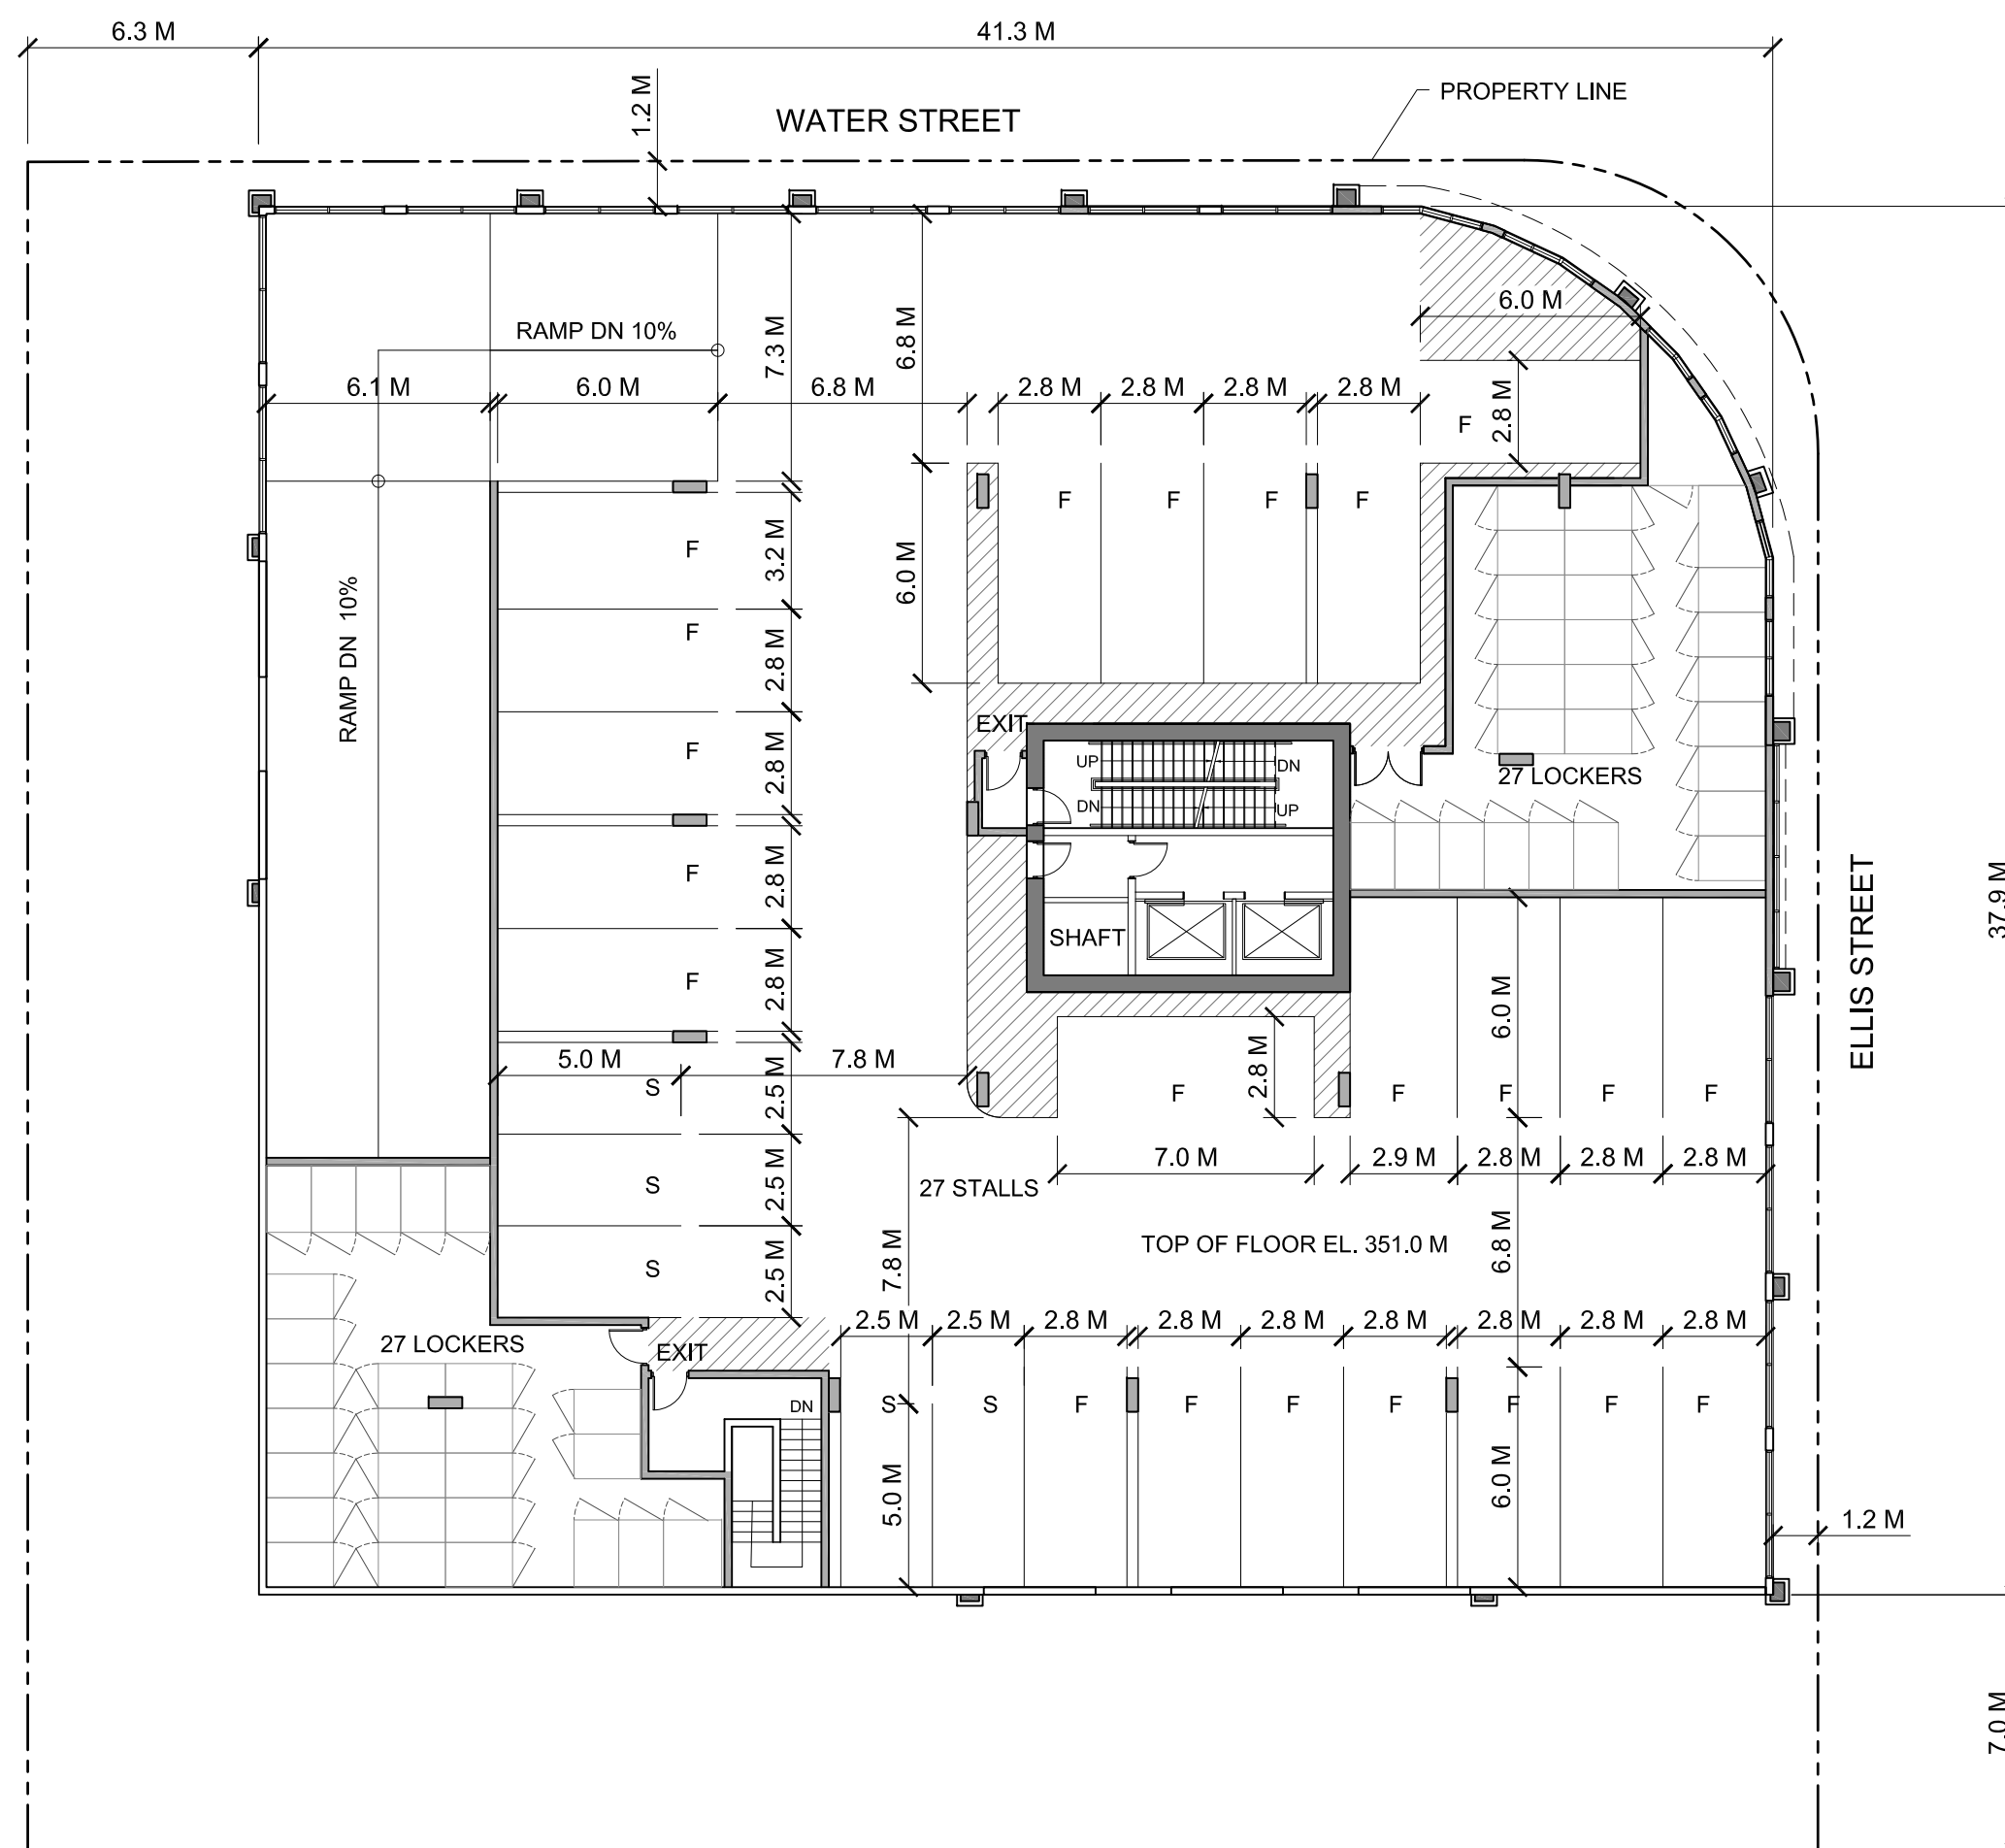 6.3 M
41.3 M
1.2 M
WATER STREET
PROPERTY LINE
6.0 M
RAMP DN 10%
7.3 M
6.8 M
6.1 M
6.0 M
6.8 M
2.8 M
2.8 M
2.8 M
2.8 M
2.8 M
F
F
F
F
F
3.2 M
6.0 M
F
RAMP DN 10%
F
2.8 M
EXIT
F
2.8 M
UP
DN
DN
UP
27 LOCKERS
F
2.8 M
ELLIS STREET
37.9 M
SHAFT
F
2.8 M
6.0 M
5.0 M
7.8 M
2.8 M
S
2.5 M
F
F
F
F
F
7.0 M
2.9 M
2.8 M
2.8 M
2.8 M
S
2.5 M
27 STALLS
7.8 M
TOP OF FLOOR EL. 351.0 M
6.8 M
S
2.5 M
27 LOCKERS
EXIT
2.5 M
2.5 M
2.8 M
2.8 M
2.8 M
2.8 M
2.8 M
2.8 M
2.8 M
DN
S
S
F
F
F
F
F
F
F
5.0 M
6.0 M
1.2 M
7.0 M